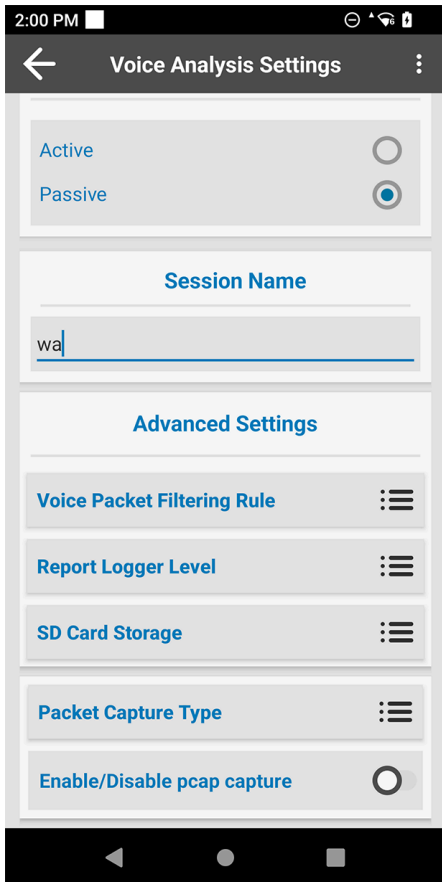 2:00 PM
Voice Analysis Settings
Active
Passive
Session Name
wa
Advanced Settings
Voice Packet Filtering Rule
Report Logger Level
SD Card Storage
Packet Capture Type
Enable/Disable pcap capture